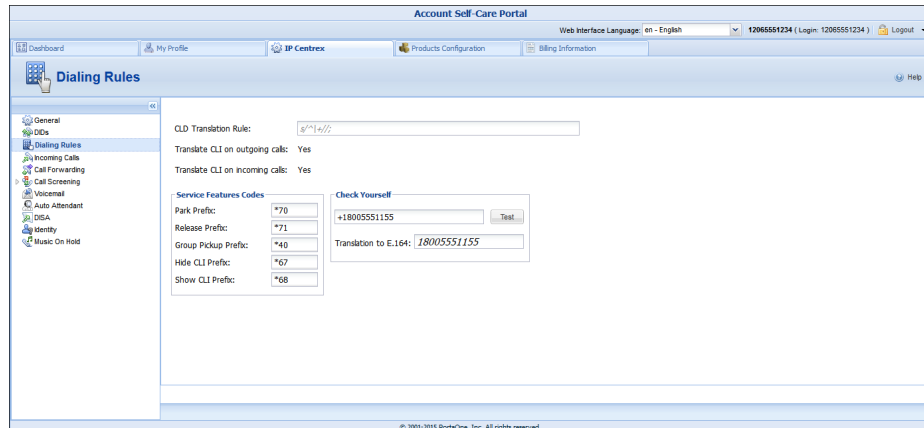 Account Self-Care Portal
Web Interface Language: en - English 12065551234 ( Login: 12065551234 ) Logout
Dashboard My Profile IP Centrex Products Configuration Billing Information
Dialing Rules Help
General
DIDs
Dialing Rules
Incoming Calls
Call Forwarding
Call Screening
Voicemail
Auto Attendant
DISA
Identity
Music On Hold
CLD Translation Rule: s/^\+//;
Translate CLI on outgoing calls: Yes
Translate CLI on incoming calls: Yes
Service Features Codes
Park Prefix: *70
Release Prefix: *71
Group Pickup Prefix: *40
Hide CLI Prefix: *67
Show CLI Prefix: *68
Check Yourself
+18005551155 Test
Translation to E.164: 18005551155
© 2001-2015 PortaOne, Inc. All rights reserved.